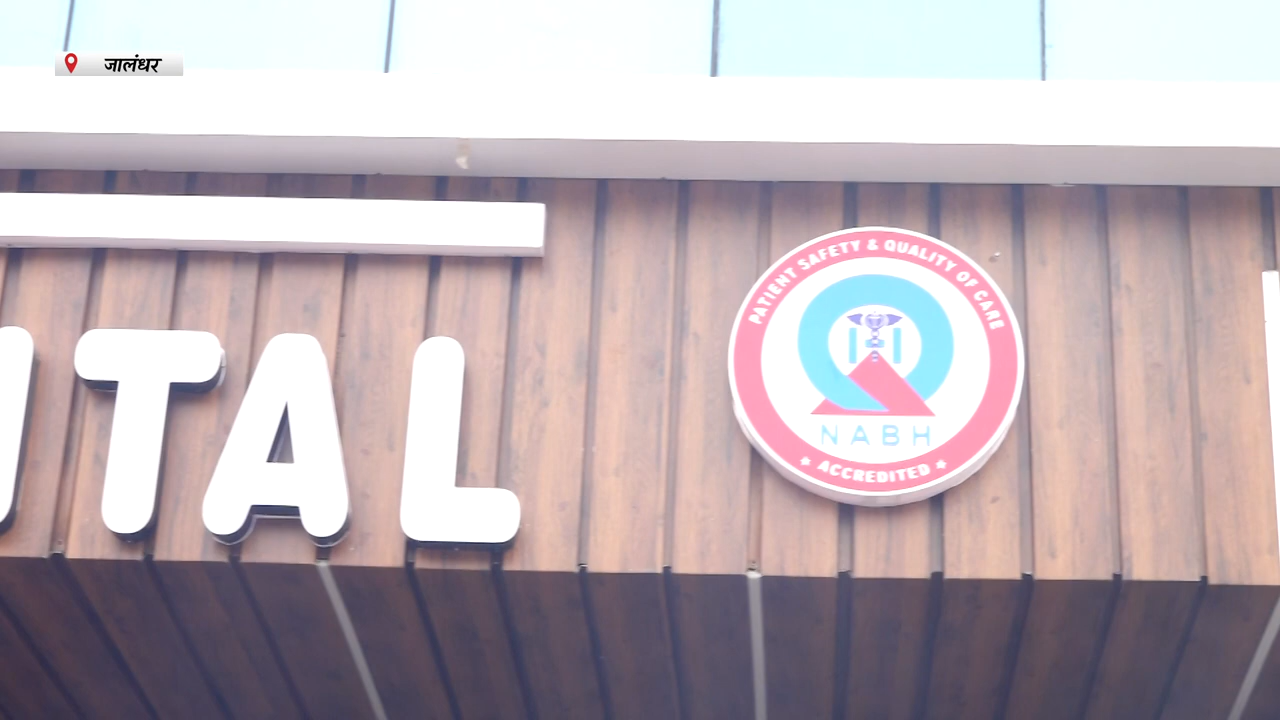 जालंधर
PATIENT SAFETY & QUALITY OF CARE
ITAL
NABH
ACCREDITED